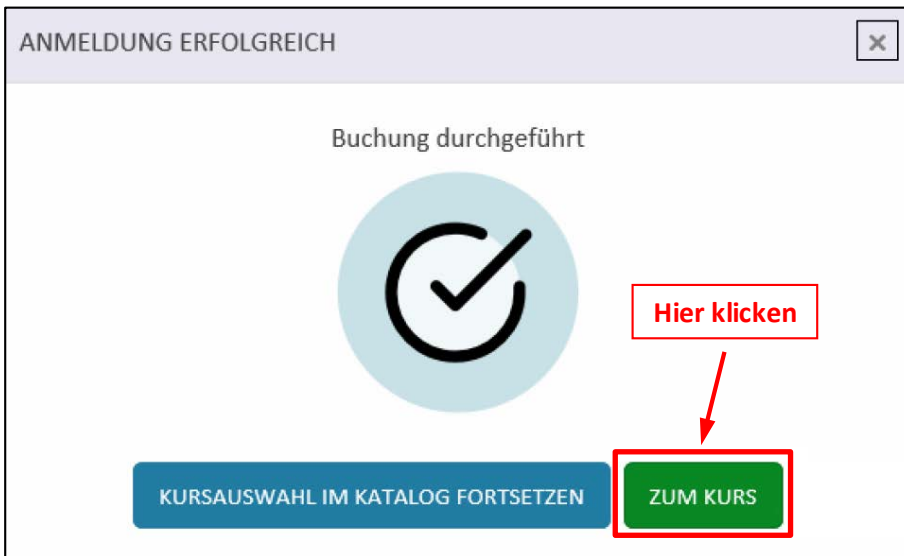 ANMELDUNG ERFOLGREICH
Buchung durchgeführt
Hier klicken
KURSAUSWAHL IM KATALOG FORTSETZEN
ZUM KURS